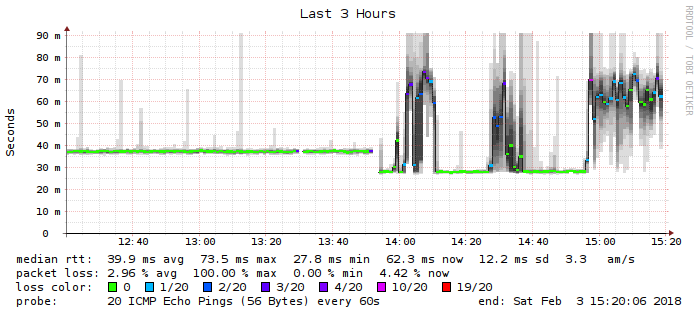 Last 3 Hours
RRDTOOL / TOBI OETIKER
Seconds
90 m
80 m
70 m
60 m
50 m
40 m
30 m
20 m
10 m
0
12:40 13:00 13:20 13:40 14:00 14:20 14:40 15:00 15:20
median rtt: 39.9 ms avg 73.5 ms max 27.8 ms min 62.3 ms now 12.2 ms sd 3.3 am/s
packet loss: 2.96 % avg 100.00 % max 0.00 % min 4.42 % now
loss color: 0 1/20 2/20 3/20 4/20 10/20 19/20
probe: 20 ICMP Echo Pings (56 Bytes) every 60s end: Sat Feb 3 15:20:06 2018